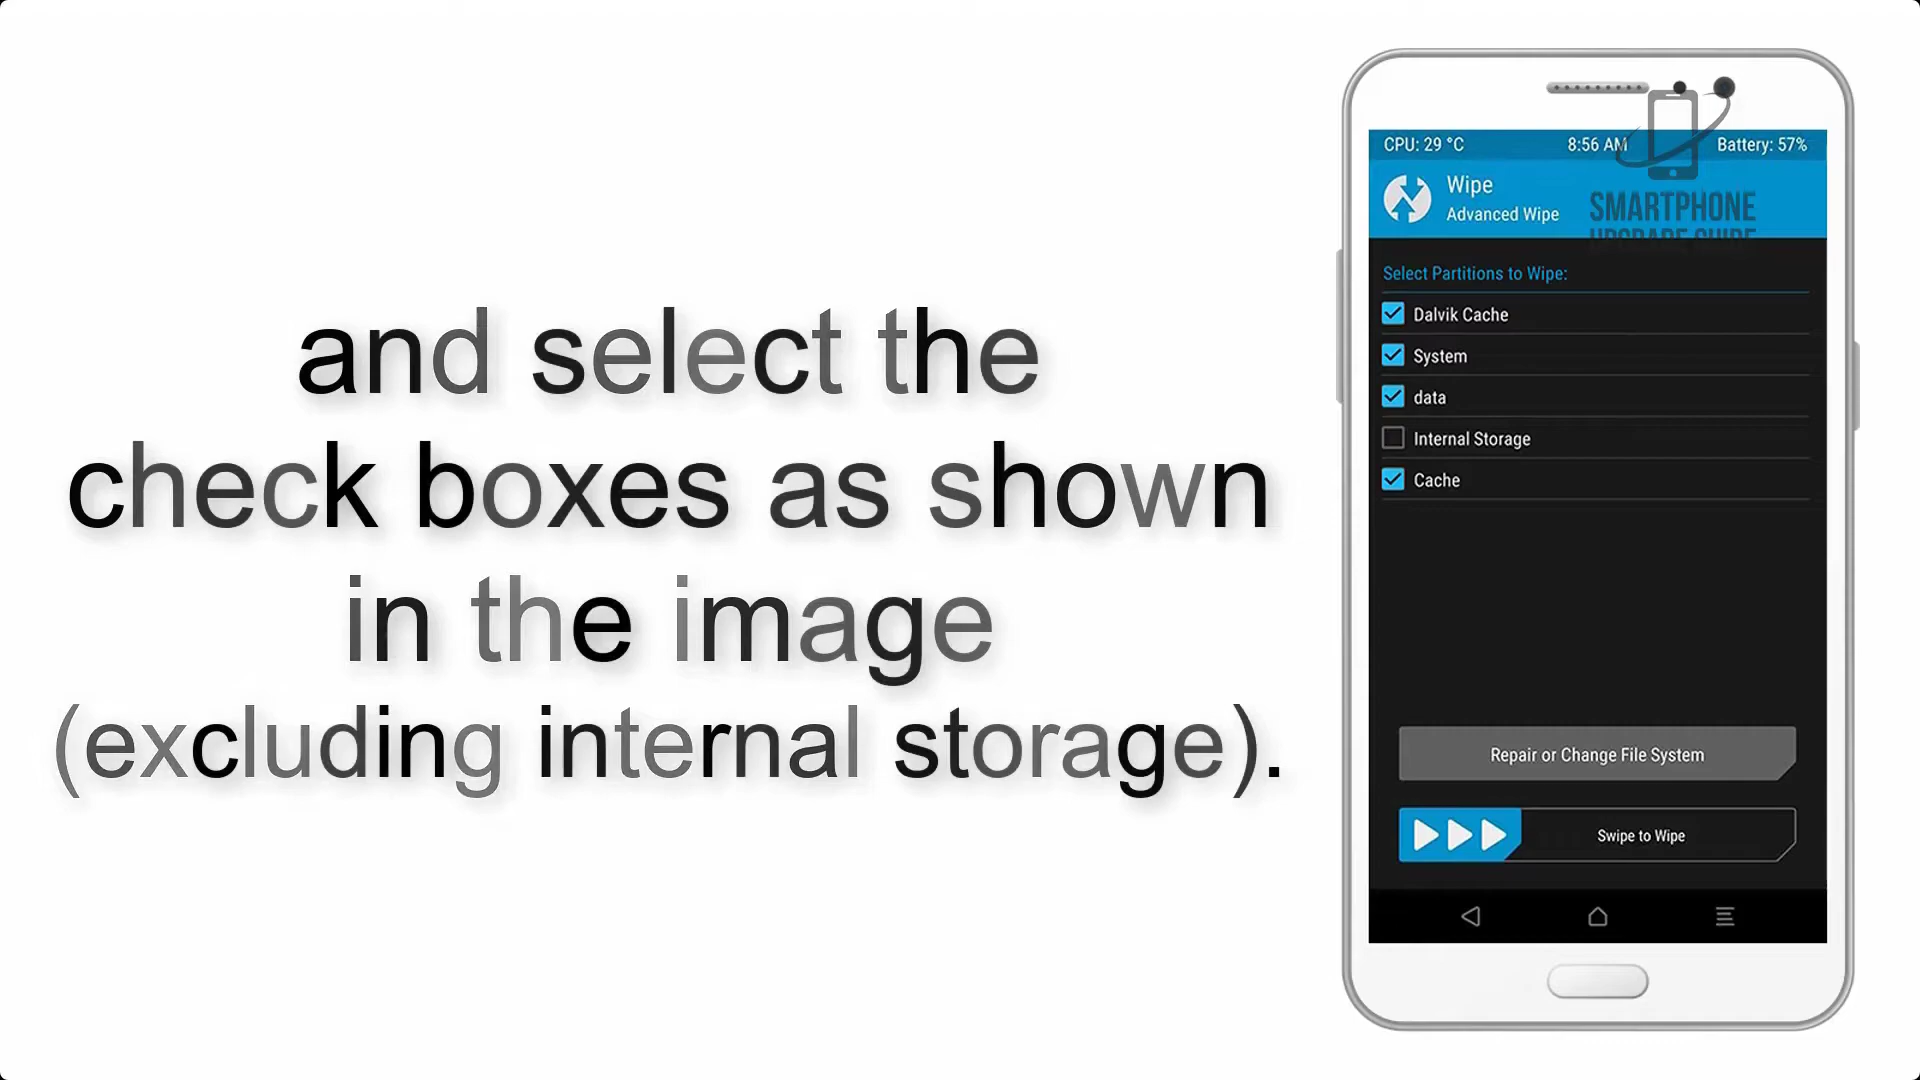 and select the
check boxes as shown
in the image
(excluding internal storage).
CPU: 29 °C 8:56 AM Battery: 57%
Wipe
Advanced Wipe
SMARTPHONE
UPGRADE GUIDE
Select Partitions to Wipe:
Dalvik Cache
System
data
Internal Storage
Cache
Repair or Change File System
Swipe to Wipe